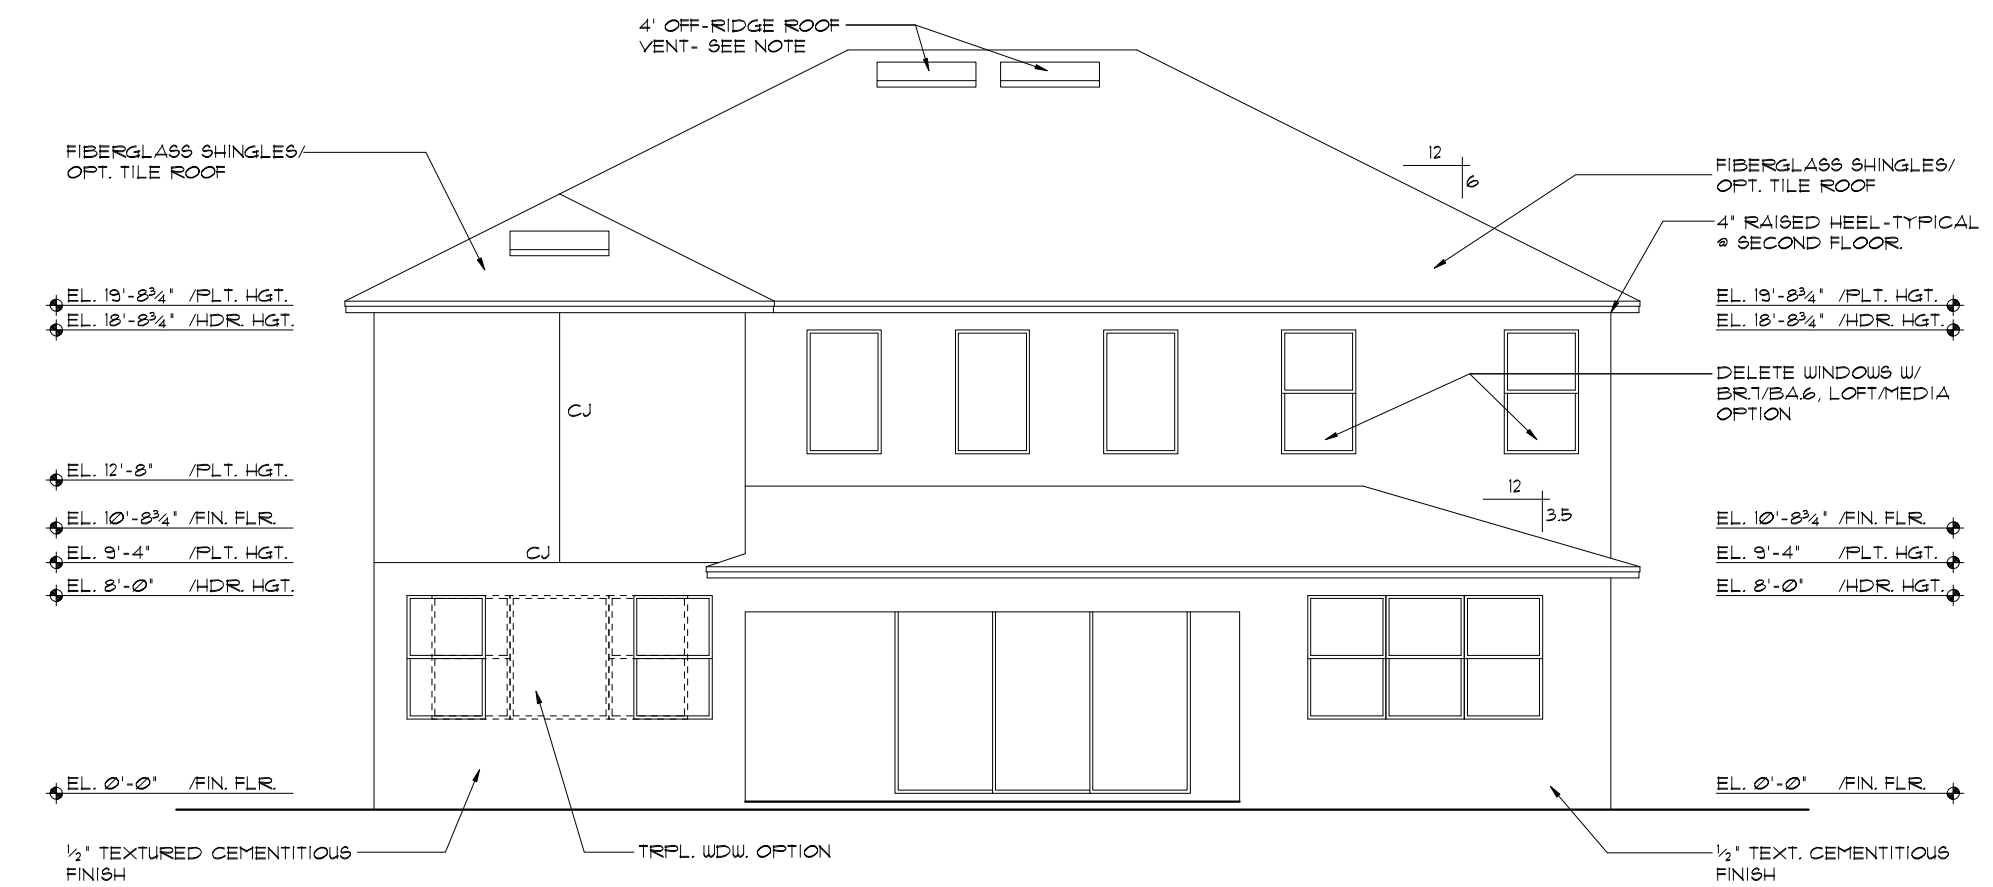 4' OFF-RIDGE ROOF
VENT- SEE NOTE
FIBERGLASS SHINGLES/
OPT. TILE ROOF
12
6
FIBERGLASS SHINGLES/
OPT. TILE ROOF
4" RAISED HEEL-TYPICAL
@ SECOND FLOOR.
EL. 19'-8¾" /PLT. HGT.
EL. 18'-8¾" /HDR. HGT.
EL. 19'-8¾" /PLT. HGT.
EL. 18'-8¾" /HDR. HGT.
CJ
DELETE WINDOWS W/
BR.7/BA.6, LOFT/MEDIA
OPTION
EL. 12'-8" /PLT. HGT.
12
3.5
EL. 10'-8¾" /FIN. FLR.
EL. 9'-4" /PLT. HGT.
EL. 8'-0" /HDR. HGT.
CJ
EL. 10'-8¾" /FIN. FLR.
EL. 9'-4" /PLT. HGT.
EL. 8'-0" /HDR. HGT.
EL. 0'-0" /FIN. FLR.
EL. 0'-0" /FIN. FLR.
½" TEXTURED CEMENTITIOUS
FINISH
TRPL. WDW. OPTION
½" TEXT. CEMENTITIOUS
FINISH